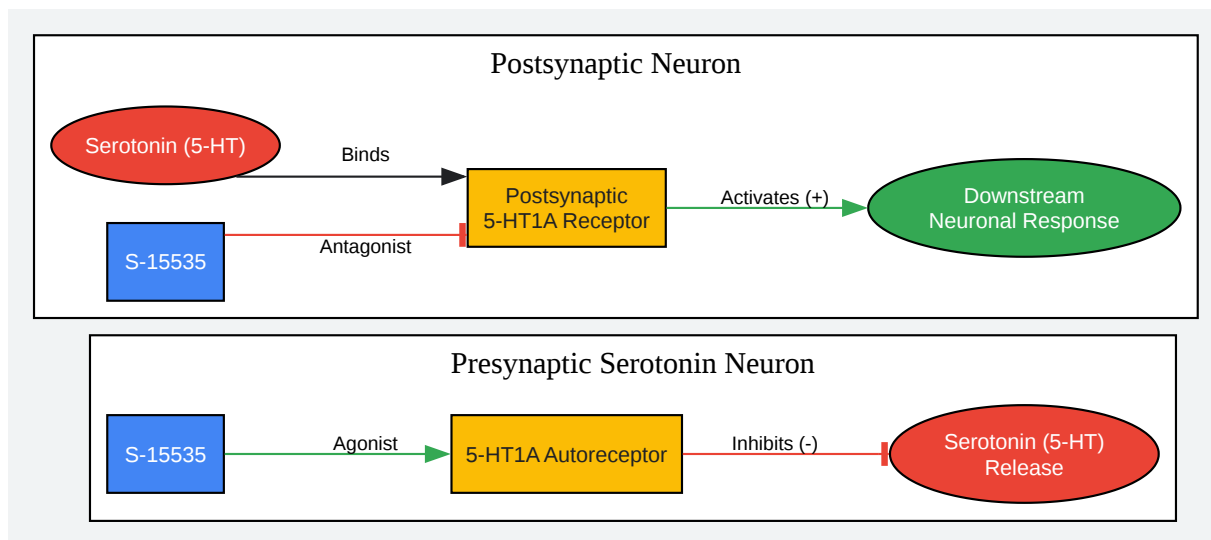 Postsynaptic Neuron
Serotonin (5-HT)
Binds
Postsynaptic
5-HT1A Receptor
Activates (+)
Downstream
Neuronal Response
S-15535
Antagonist
Presynaptic Serotonin Neuron
S-15535
Agonist
5-HT1A Autoreceptor
Inhibits (-)
Serotonin (5-HT)
Release